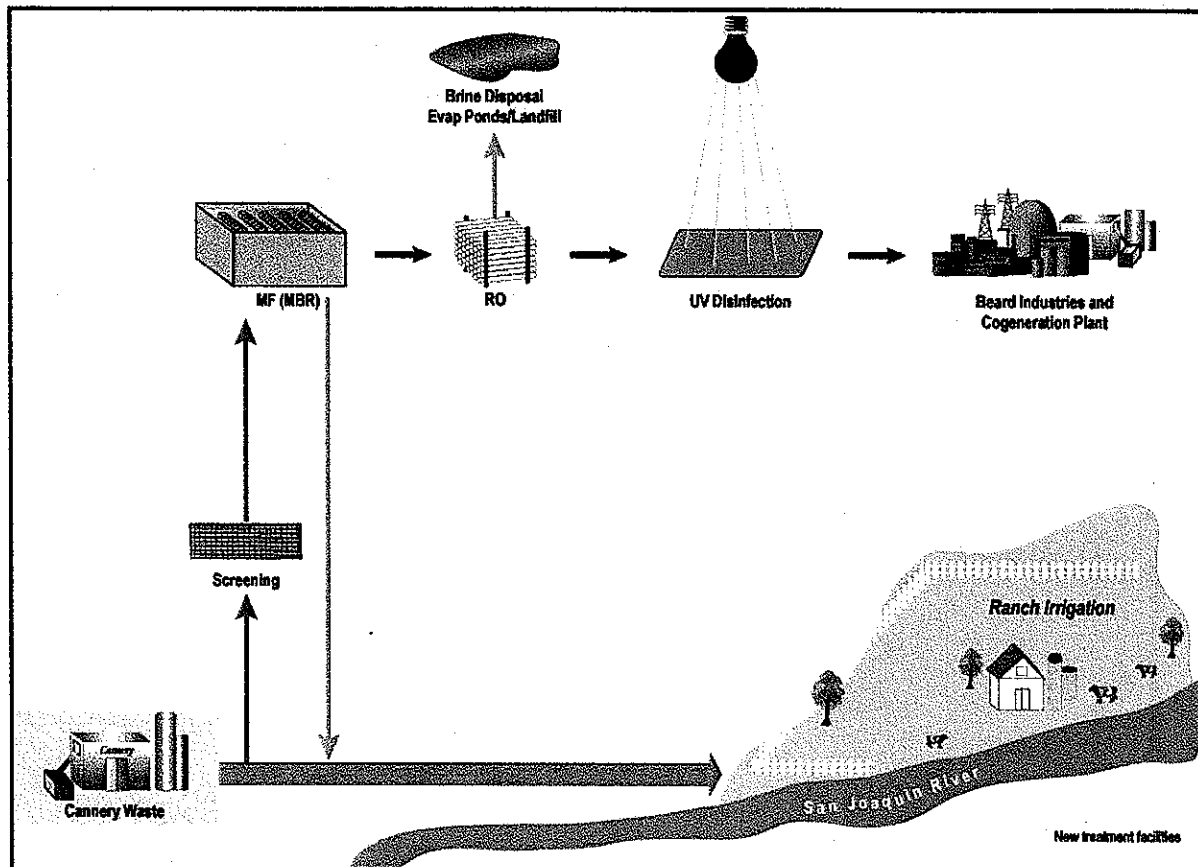 Brine Disposal
Evap Ponds/Landfill
MF (MBR)
RO
UV Disinfection
Beard Industries and
Cogeneration Plant
Screening
Ranch Irrigation
Cannery
Cannery Waste
San Joaquin River
New treatment facilities